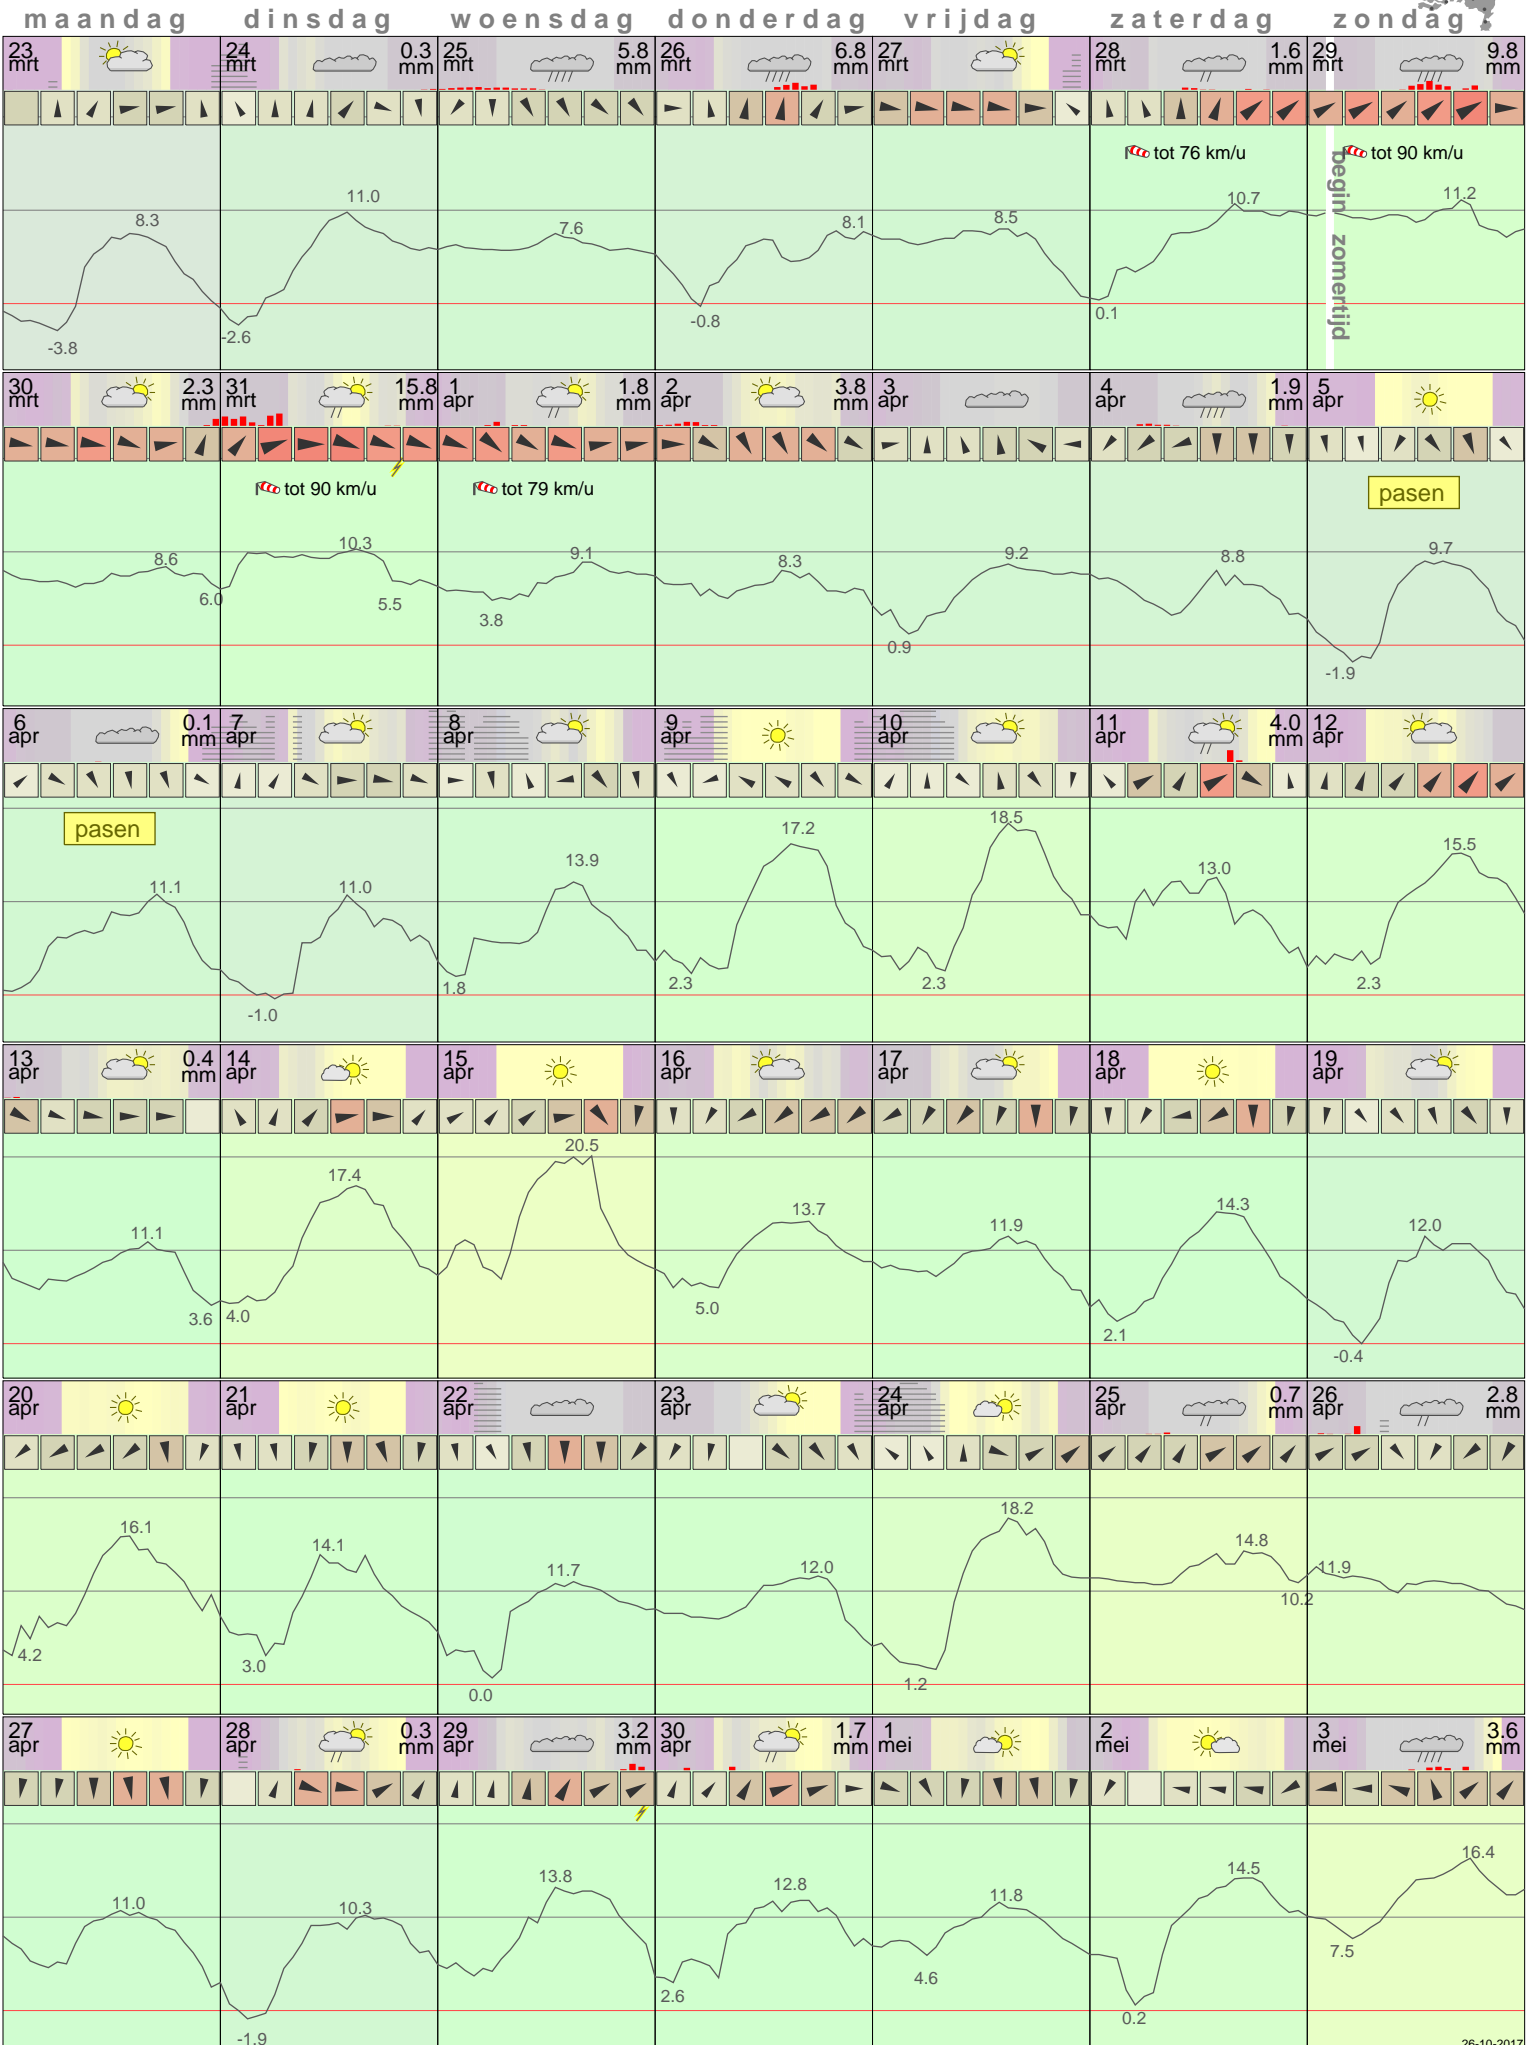 maandag dinsdag woensdag donderdag vrijdag zaterdag zondag
23 mrt 24 mrt 0.3 mm 25 mrt 5.8 mm 26 mrt 6.8 mm 27 mrt 28 mrt 1.6 mm 29 mrt 9.8 mm
tot 76 km/u tot 90 km/u
begin zomertijd
8.3 11.0 7.6 8.1 8.5 10.7 11.2
-3.8 -2.6 -0.8 0.1
30 mrt 2.3 mm 31 mrt 15.8 mm 1 apr 1.8 mm 2 apr 3.8 mm 3 apr 4 apr 1.9 mm 5 apr
tot 90 km/u tot 79 km/u pasen
8.6 10.3 9.1 8.3 9.2 8.8 9.7
6.0 5.5 3.8 0.9 -1.9
6 apr 0.1 mm 7 apr 8 apr 9 apr 10 apr 11 apr 4.0 mm 12 apr
pasen
11.1 11.0 13.9 17.2 18.5 13.0 15.5
-1.0 1.8 2.3 2.3 2.3
13 apr 0.4 mm 14 apr 15 apr 16 apr 17 apr 18 apr 19 apr
11.1 17.4 20.5 13.7 11.9 14.3 12.0
3.6 4.0 5.0 2.1 -0.4
20 apr 21 apr 22 apr 23 apr 24 apr 25 apr 0.7 mm 26 apr 2.8 mm
16.1 14.1 11.7 12.0 18.2 14.8 11.9
4.2 3.0 0.0 1.2 10.2
27 apr 28 apr 0.3 mm 29 apr 3.2 mm 30 apr 1.7 mm 1 mei 2 mei 3 mei 3.6 mm
11.0 10.3 13.8 12.8 11.8 14.5 16.4
-1.9 2.6 4.6 0.2 7.5
26-10-2017